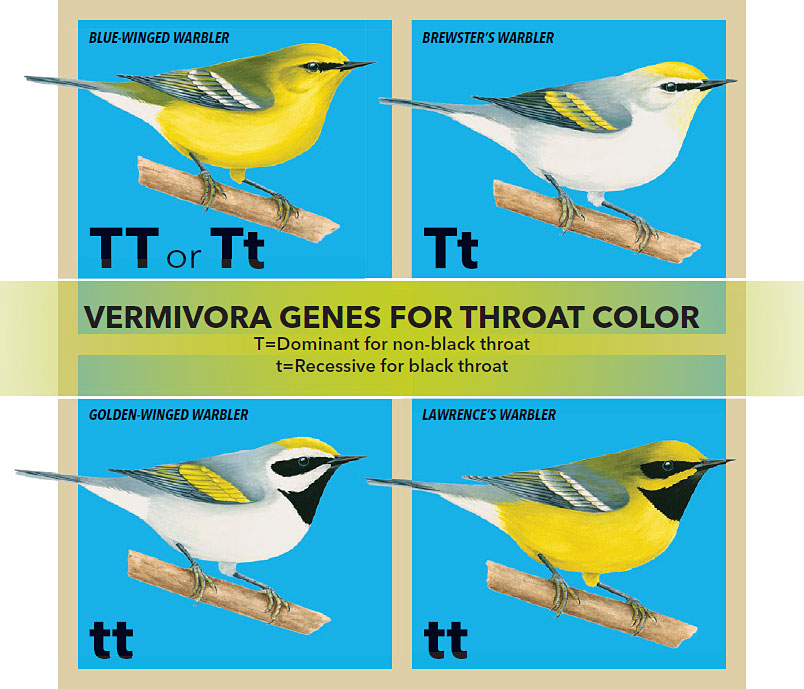 BLUE-WINGED WARBLER
BREWSTER'S WARBLER
TT or Tt
Tt
VERMIVORA GENES FOR THROAT COLOR
T=Dominant for non-black throat
t=Recessive for black throat
GOLDEN-WINGED WARBLER
LAWRENCE'S WARBLER
tt
tt